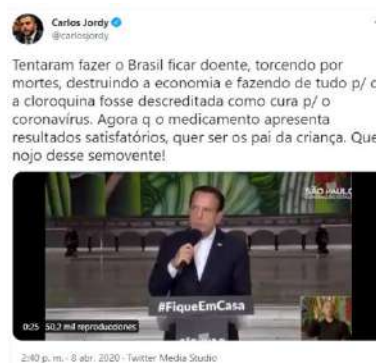 Carlos Jordy
@carlosjordy
Tentaram fazer o Brasil ficar doente, torcendo por
mortes, destruindo a economia e fazendo de tudo p/ q
a cloroquina fosse descreditada como cura p/ o
coronavírus. Agora q o medicamento apresenta
resultados satisfatórios, quer ser os pai da criança. Que
nojo desse semovente!
SÃO PAULO
#FiqueEmCasa
0:25 50,2 mil reproducciones
2:40 p. m. · 8 abr. 2020 · Twitter Media Studio